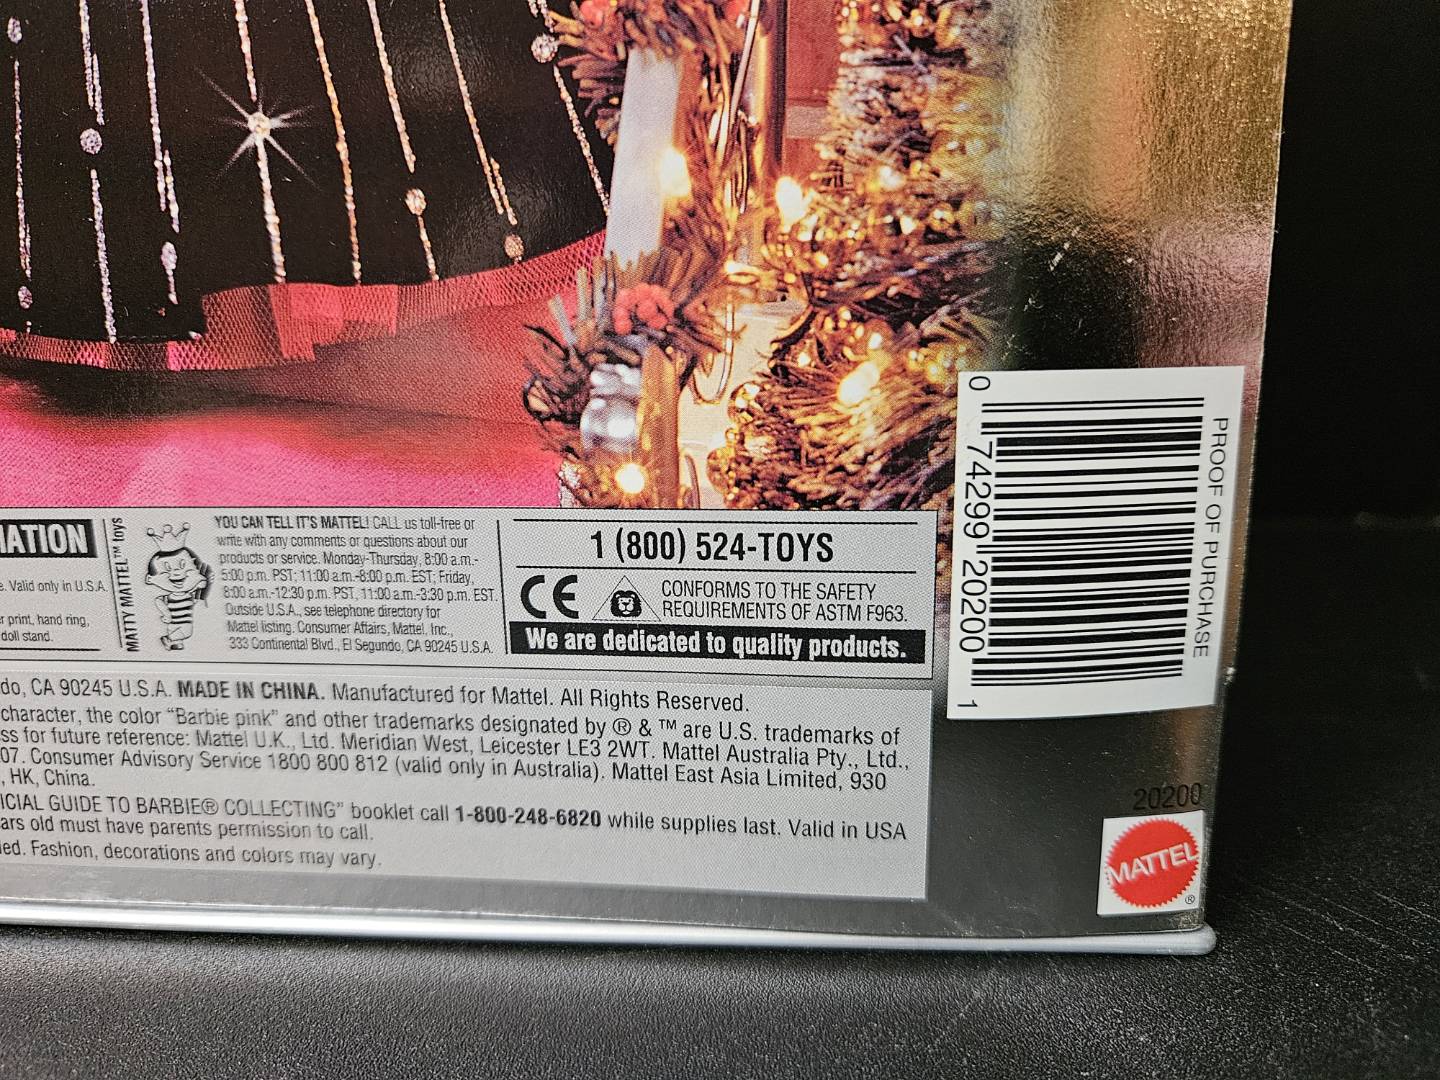 MATION
e. Valid only in U.S.A.
r print, hand ring,
doll stand.
MATTY MATTEL™ toys
YOU CAN TELL IT'S MATTEL! CALL us toll-free or
write with any comments or questions about our
products or service. Monday-Thursday, 8:00 a.m.-
5:00 p.m. PST; 11:00 a.m.-8:00 p.m. EST; Friday,
8:00 a.m.-12:30 p.m. PST, 11:00 a.m.-3:30 p.m. EST.
Outside U.S.A., see telephone directory for
Mattel listing. Consumer Affairs, Mattel, Inc.,
333 Continental Blvd., El Segundo, CA 90245 U.S.A.
1 (800) 524-TOYS
CE
CONFORMS TO THE SAFETY
REQUIREMENTS OF ASTM F963.
We are dedicated to quality products.
do, CA 90245 U.S.A. MADE IN CHINA. Manufactured for Mattel. All Rights Reserved.
character, the color “Barbie pink” and other trademarks designated by ® & ™ are U.S. trademarks of
ss for future reference: Mattel U.K., Ltd. Meridian West, Leicester LE3 2WT. Mattel Australia Pty., Ltd.,
07. Consumer Advisory Service 1800 800 812 (valid only in Australia). Mattel East Asia Limited, 930
, HK, China.
ICIAL GUIDE TO BARBIE® COLLECTING” booklet call 1-800-248-6820 while supplies last. Valid in USA
ars old must have parents permission to call.
ed. Fashion, decorations and colors may vary.
PROOF OF PURCHASE
0 74299 20200 1
20200
MATTEL
®